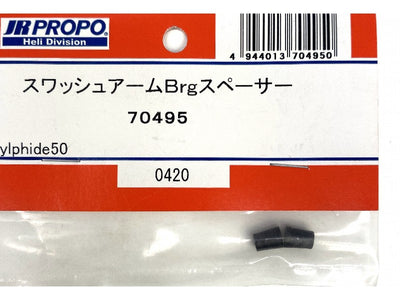 JR PROPO
Heli Division
4 944013 704950
スワッシュアームBrgスペーサー
70495
ylphide50
0420